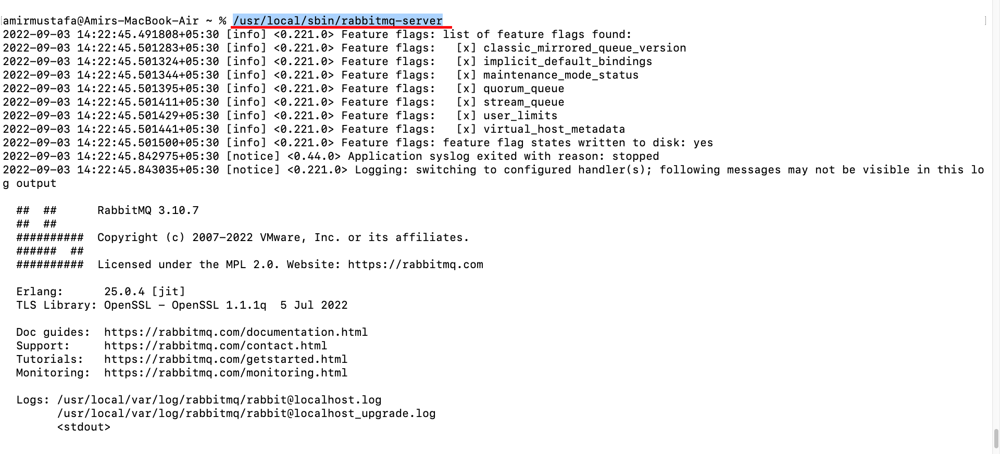 amirmustafa@Amirs-MacBook-Air ~ % /usr/local/sbin/rabbitmq-server
2022-09-03 14:22:45.491808+05:30 [info] <0.221.0> Feature flags: list of feature flags found:
2022-09-03 14:22:45.501283+05:30 [info] <0.221.0> Feature flags:   [x] classic_mirrored_queue_version
2022-09-03 14:22:45.501324+05:30 [info] <0.221.0> Feature flags:   [x] implicit_default_bindings
2022-09-03 14:22:45.501344+05:30 [info] <0.221.0> Feature flags:   [x] maintenance_mode_status
2022-09-03 14:22:45.501395+05:30 [info] <0.221.0> Feature flags:   [x] quorum_queue
2022-09-03 14:22:45.501411+05:30 [info] <0.221.0> Feature flags:   [x] stream_queue
2022-09-03 14:22:45.501429+05:30 [info] <0.221.0> Feature flags:   [x] user_limits
2022-09-03 14:22:45.501441+05:30 [info] <0.221.0> Feature flags:   [x] virtual_host_metadata
2022-09-03 14:22:45.501500+05:30 [info] <0.221.0> Feature flags: feature flag states written to disk: yes
2022-09-03 14:22:45.842975+05:30 [notice] <0.44.0> Application syslog exited with reason: stopped
2022-09-03 14:22:45.843035+05:30 [notice] <0.221.0> Logging: switching to configured handler(s); following messages may not be visible in this lo
g output
  ##  ##      RabbitMQ 3.10.7
  ##  ##
  ##########  Copyright (c) 2007-2022 VMware, Inc. or its affiliates.
  ######  ##
  ##########  Licensed under the MPL 2.0. Website: https://rabbitmq.com
  Erlang:      25.0.4 [jit]
  TLS Library: OpenSSL - OpenSSL 1.1.1q  5 Jul 2022
  Doc guides:  https://rabbitmq.com/documentation.html
  Support:     https://rabbitmq.com/contact.html
  Tutorials:   https://rabbitmq.com/getstarted.html
  Monitoring:  https://rabbitmq.com/monitoring.html
  Logs: /usr/local/var/log/rabbitmq/rabbit@localhost.log
        /usr/local/var/log/rabbitmq/rabbit@localhost_upgrade.log
        <stdout>